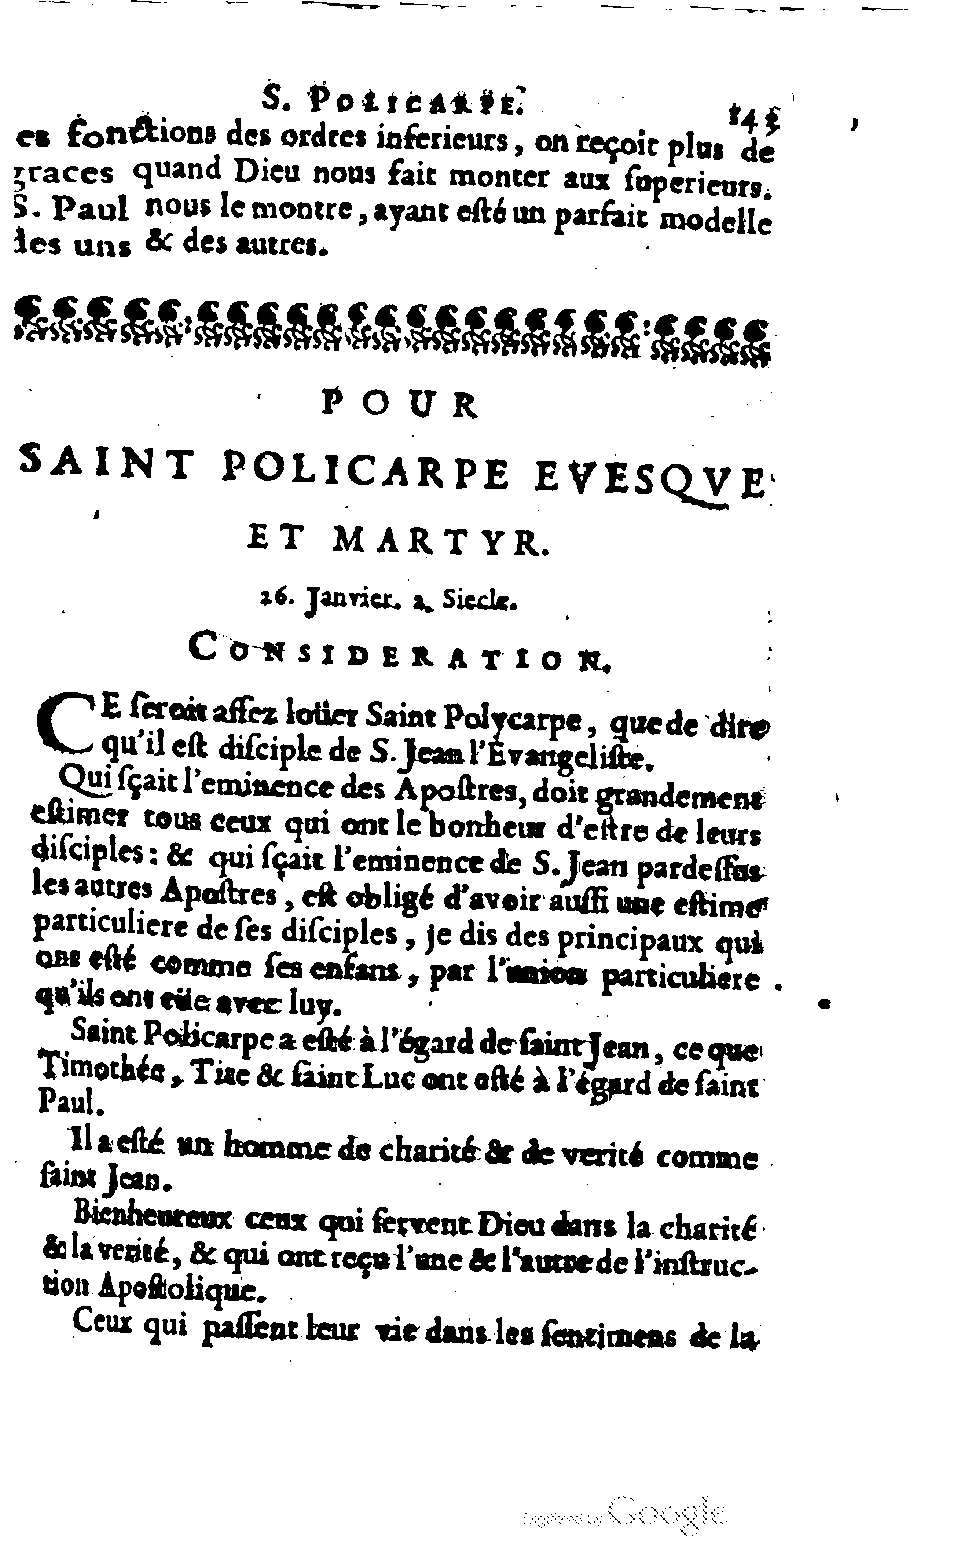 S. POLICARPE. 145
es fonctions des ordres inferieurs, on reçoit plus de
graces quand Dieu nous fait monter aux ſuperieurs.
S. Paul nous le montre, ayant eſté un parfait modelle
des uns & des autres.
POUR
SAINT POLICARPE EVESQVE
ET MARTYR.
26. Janvier. 2. Siecle.
CONSIDERATION.
CE ſeroit aſſez loüer Saint Polycarpe, que de dire
qu'il eſt diſciple de S. Jean l'Evangeliſte.
Qui ſçait l'eminence des Apoſtres, doit grandement
eſtimer tous ceux qui ont le bonheur d'eſtre de leurs
diſciples: & qui ſçait l'eminence de S. Jean pardeſſus
les autres Apoſtres, eſt obligé d'avoir auſſi une eſtime
particuliere de ſes diſciples, je dis des principaux qui
ont eſté comme ſes enfans, par l'union particuliere
qu'ils ont eüe avec luy.
Saint Policarpe a eſté à l'égard de ſaint Jean, ce que
Timothée, Tite & ſaint Luc ont eſté à l'égard de ſaint
Paul.
Il a eſté un homme de charité & de verité comme
ſaint Jean.
Bienheureux ceux qui ſervent Dieu dans la charité
& la verité, & qui ont reçu l'une & l'autre de l'inſtruc-
tion Apoſtolique.
Ceux qui paſſent leur vie dans les ſentimens de la
Digitized by Google